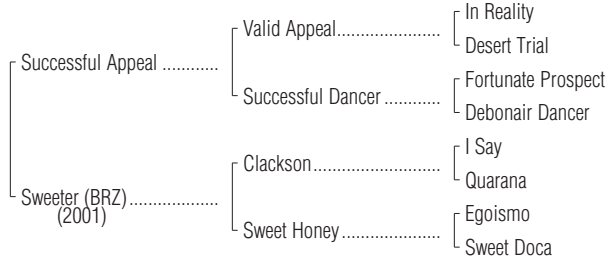 In Reality
Valid Appeal..................
Desert Trial
Successful Appeal ............
Fortunate Prospect
Successful Dancer ............
Debonair Dancer
I Say
Clackson.......................
Quarana
Sweeter (BRZ)...................
(2001)
Egoismo
Sweet Honey ..................
Sweet Doca